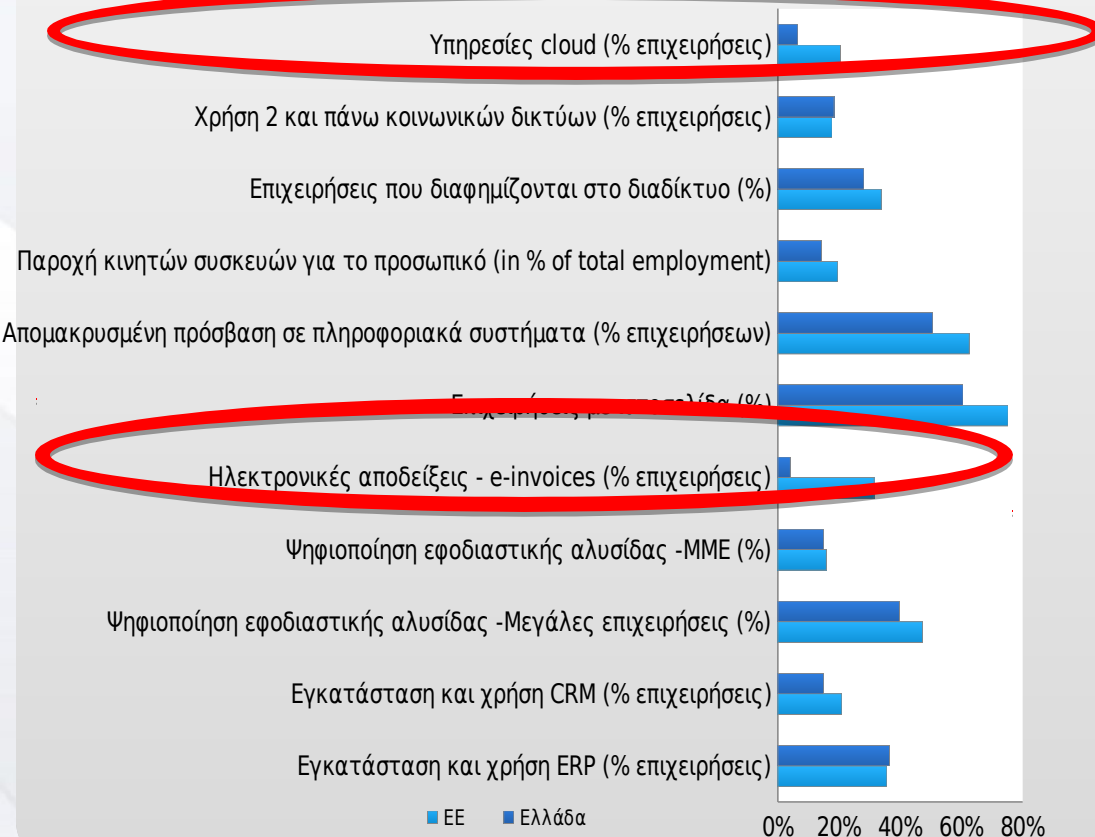 Υπηρεσίες cloud (% επιχειρήσεις)
Χρήση 2 και πάνω κοινωνικών δικτύων (% επιχειρήσεις)
Επιχειρήσεις που διαφημίζονται στο διαδίκτυο (%)
Παροχή κινητών συσκευών για το προσωπικό (in % of total employment)
Απομακρυσμένη πρόσβαση σε πληροφοριακά συστήματα (% επιχειρήσεων)
Επιχειρήσεις με ιστοσελίδα (%)
Ηλεκτρονικές αποδείξεις - e-invoices (% επιχειρήσεις)
Ψηφιοποίηση εφοδιαστικής αλυσίδας -ΜΜΕ (%)
Ψηφιοποίηση εφοδιαστικής αλυσίδας -Μεγάλες επιχειρήσεις (%)
Εγκατάσταση και χρήση CRM (% επιχειρήσεις)
Εγκατάσταση και χρήση ERP (% επιχειρήσεις)
ΕΕ Ελλάδα
0% 20% 40% 60% 80%